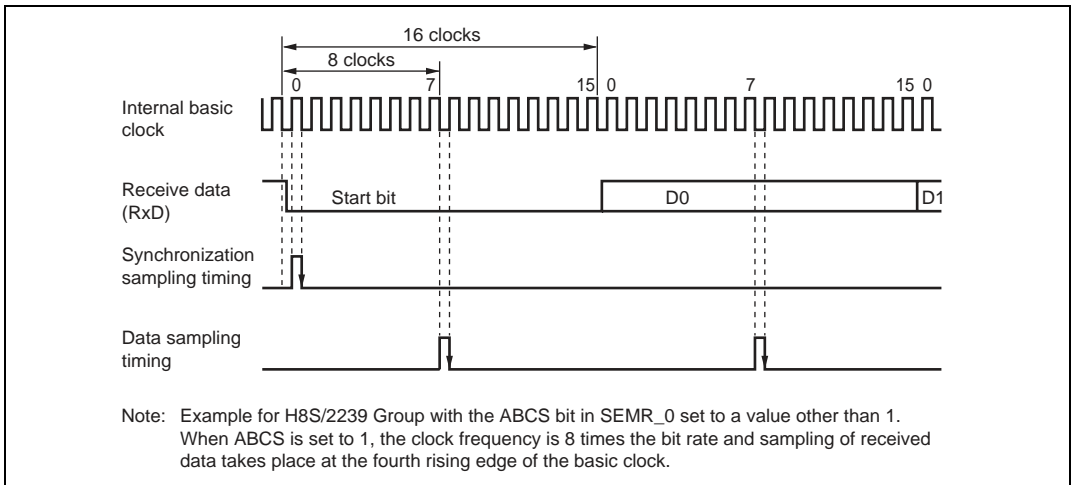 16 clocks
8 clocks
0 7 15 0 7 15 0
Internal basic
clock
Receive data
(RxD)
Start bit D0 D1
Synchronization
sampling timing
Data sampling
timing
Note: Example for H8S/2239 Group with the ABCS bit in SEMR_0 set to a value other than 1.
When ABCS is set to 1, the clock frequency is 8 times the bit rate and sampling of received
data takes place at the fourth rising edge of the basic clock.